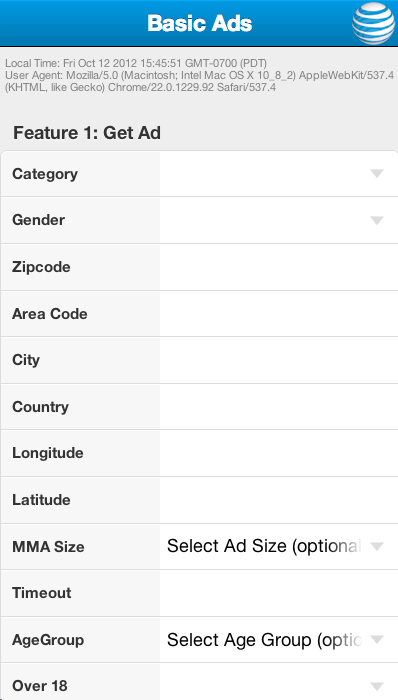 Basic Ads
Local Time: Fri Oct 12 2012 15:45:51 GMT-0700 (PDT)
User Agent: Mozilla/5.0 (Macintosh; Intel Mac OS X 10_8_2) AppleWebKit/537.4
(KHTML, like Gecko) Chrome/22.0.1229.92 Safari/537.4
Feature 1: Get Ad
Category
Gender
Zipcode
Area Code
City
Country
Longitude
Latitude
MMA Size Select Ad Size (optional
Timeout
AgeGroup Select Age Group (optio
Over 18